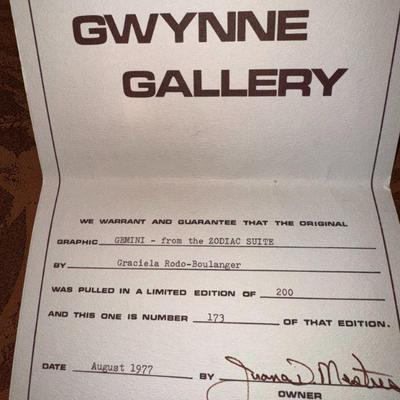 GWYNNE
GALLERY
WE WARRANT AND GUARANTEE THAT THE ORIGINAL
GRAPHIC GEMINI - from the ZODIAC SUITE
BY Graciela Rodo-Boulanger
WAS PULLED IN A LIMITED EDITION OF 200
AND THIS ONE IS NUMBER 173 OF THAT EDITION.
DATE August 1977 BY Juana D
OWNER